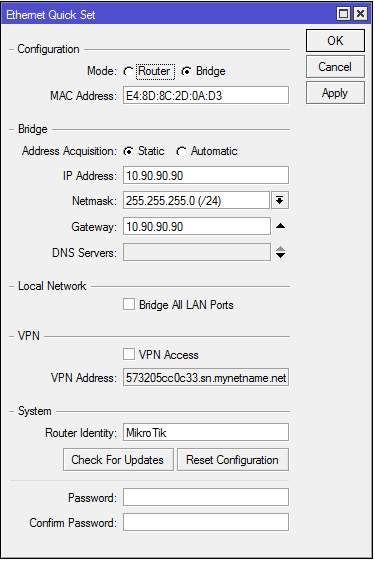 Ethernet Quick Set
OK
Cancel
Apply
Configuration
Mode: Router Bridge
MAC Address: E4:8D:8C:2D:0A:D3
Bridge
Address Acquisition: Static Automatic
IP Address: 10.90.90.90
Netmask: 255.255.255.0 (/24)
Gateway: 10.90.90.90
DNS Servers:
Local Network
Bridge All LAN Ports
VPN
VPN Access
VPN Address: 573205cc0c33.sn.mynetname.net
System
Router Identity: MikroTik
Check For Updates Reset Configuration
Password:
Confirm Password: